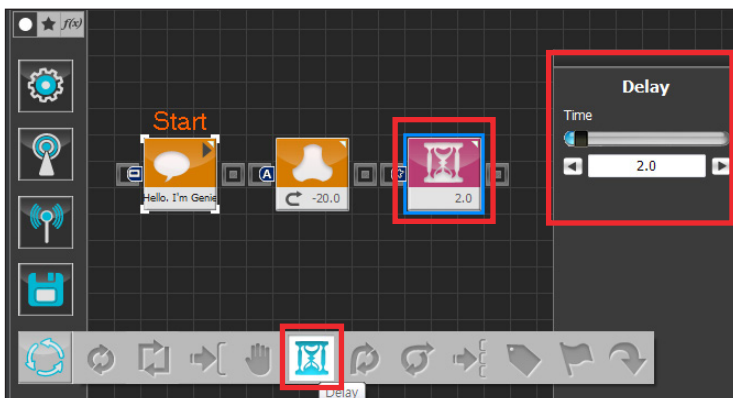 f(x)
Start
A
Hello. I'm Genie
-20.0
2.0
Delay
Time
2.0
Delay